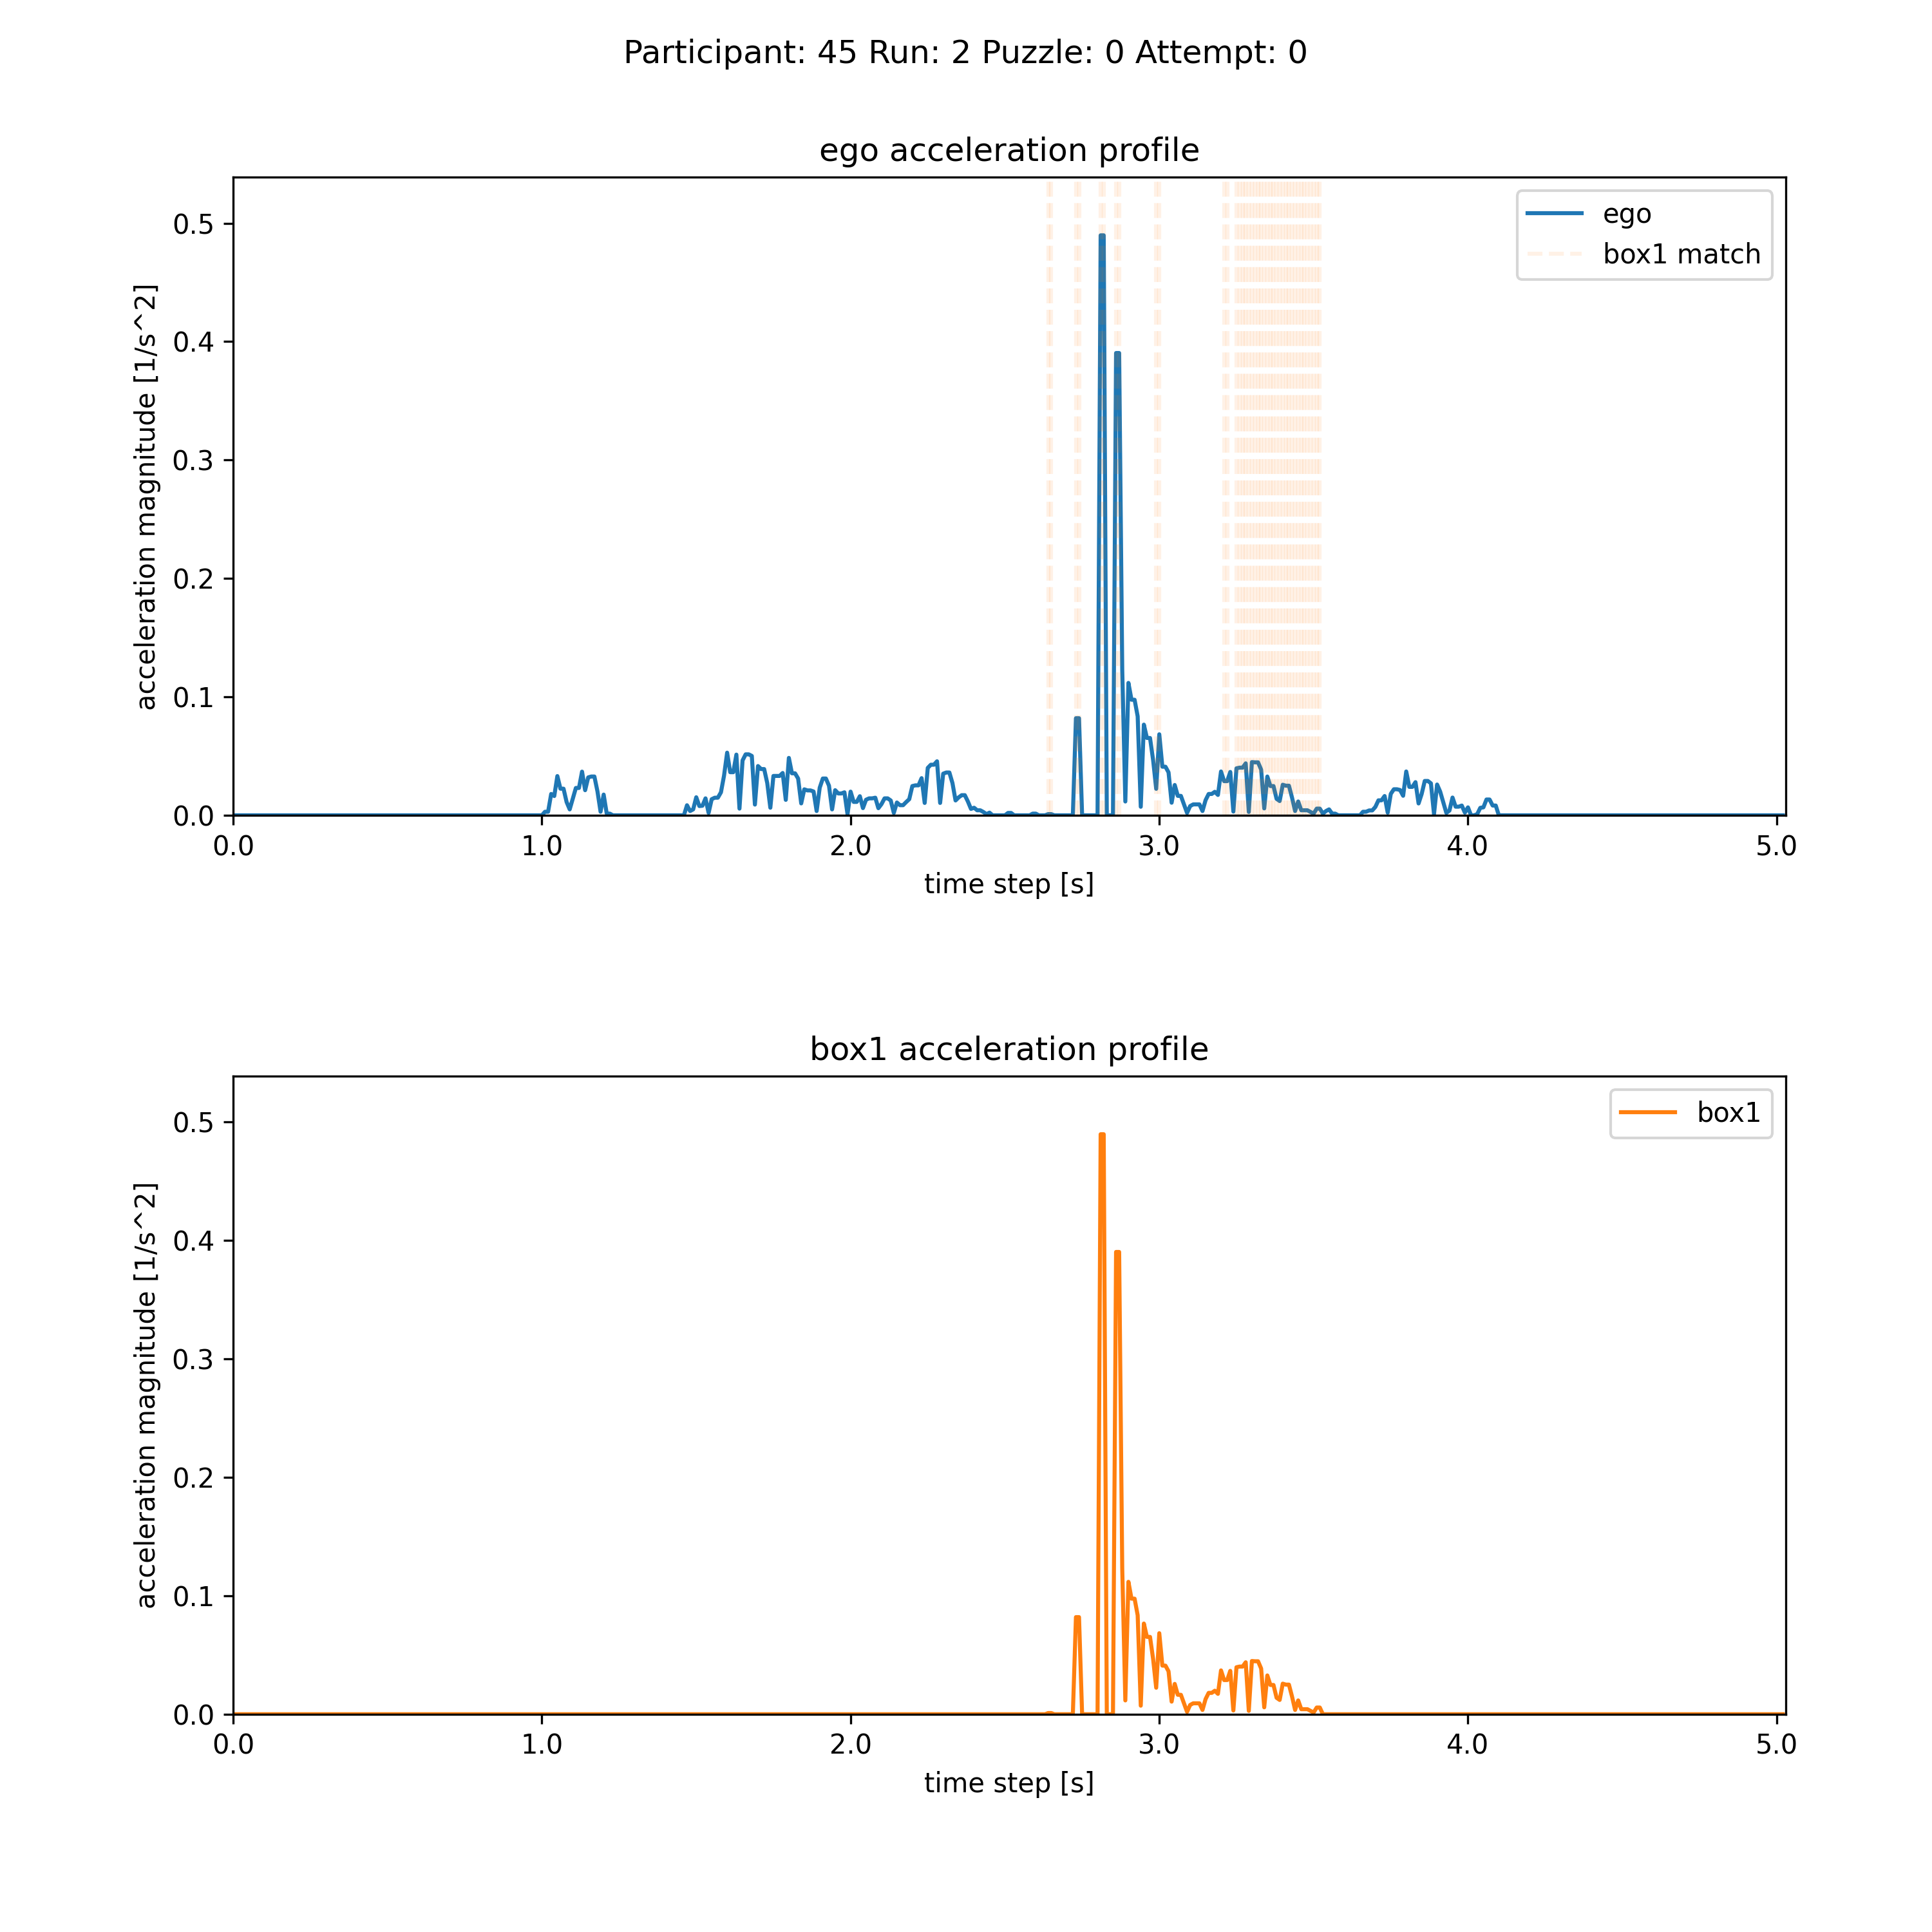 Participant: 45 Run: 2 Puzzle: 0 Attempt: 0
ego acceleration profile
acceleration magnitude [1/s^2]
0.5
0.4
0.3
0.2
0.1
0.0
ego
box1 match
0.0 1.0 2.0 3.0 4.0 5.0
time step [s]
box1 acceleration profile
acceleration magnitude [1/s^2]
0.5
0.4
0.3
0.2
0.1
0.0
box1
0.0 1.0 2.0 3.0 4.0 5.0
time step [s]